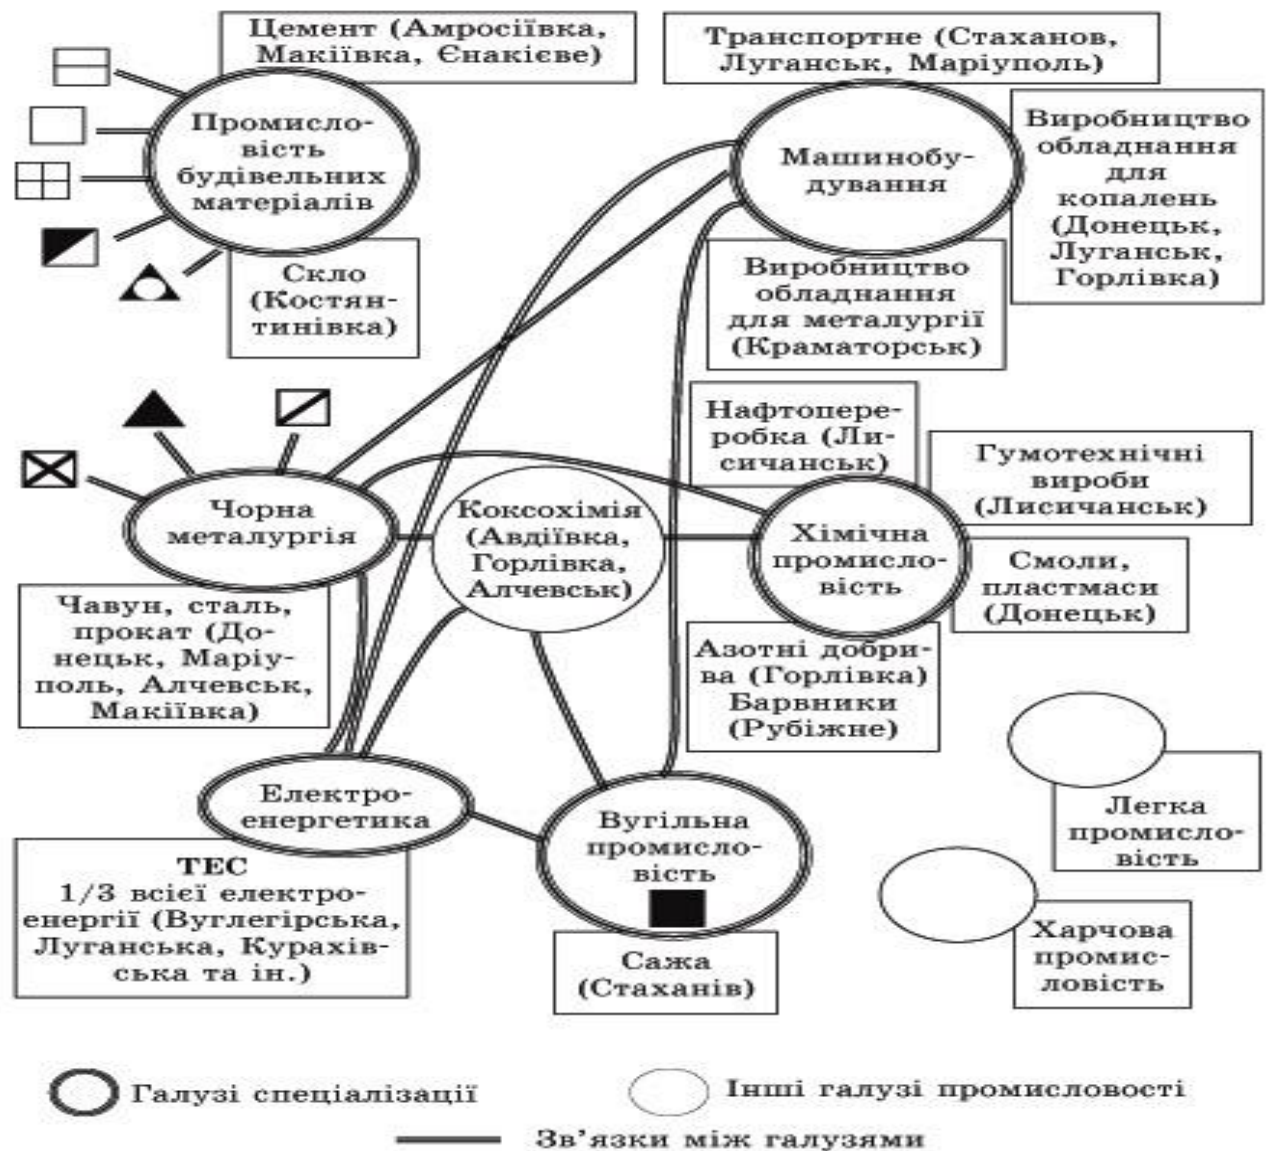 Цемент (Амросіївка,
Макіївка, Єнакієве)
Промисло-
вість
будівельних
матеріалів
Скло
(Костян-
тинівка)
Транспортне (Стаханов,
Луганськ, Маріуполь)
Машинобу-
дування
Виробництво
обладнання
для
копалень
(Донецьк,
Луганськ,
Горлівка)
Виробництво
обладнання
для металургії
(Краматорськ)
Нафтопере-
робка (Ли-
сичанськ)
Гумотехнічні
вироби
(Лисичанськ)
Чорна
металургія
Коксохімія
(Авдіївка,
Горлівка,
Алчевськ)
Хімічна
промисло-
вість
Смоли,
пластмаси
(Донецьк)
Чавун, сталь,
прокат (До-
нецьк, Маріу-
поль, Алчевськ,
Макіївка)
Азотні добри-
ва (Горлівка)
Барвники
(Рубіжне)
Електро-
енергетика
ТЕС
1/3 всієї електро-
енергії (Вуглегірська,
Луганська, Курахів-
ська та ін.)
Вугільна
промисло-
вість
Сажа
(Стаханів)
Легка
промисло-
вість
Харчова
промис-
ловість
Галузі спеціалізації
Інші галузі промисловості
Зв'язки між галузями